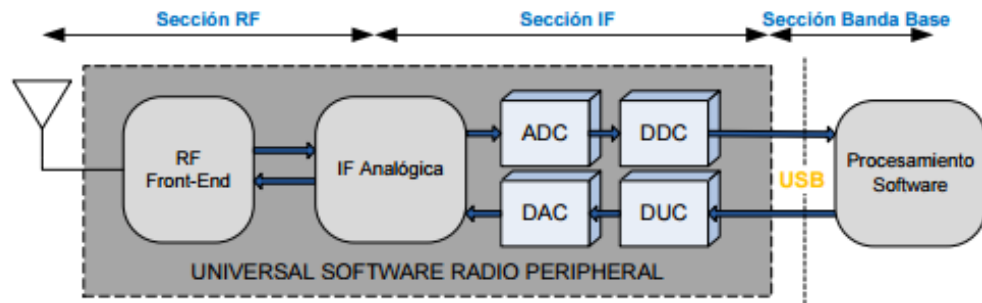 Sección RF
Sección IF
Sección Banda Base
RF
Front-End
IF Analógica
ADC
DDC
DAC
DUC
USB
Procesamiento
Software
UNIVERSAL SOFTWARE RADIO PERIPHERAL